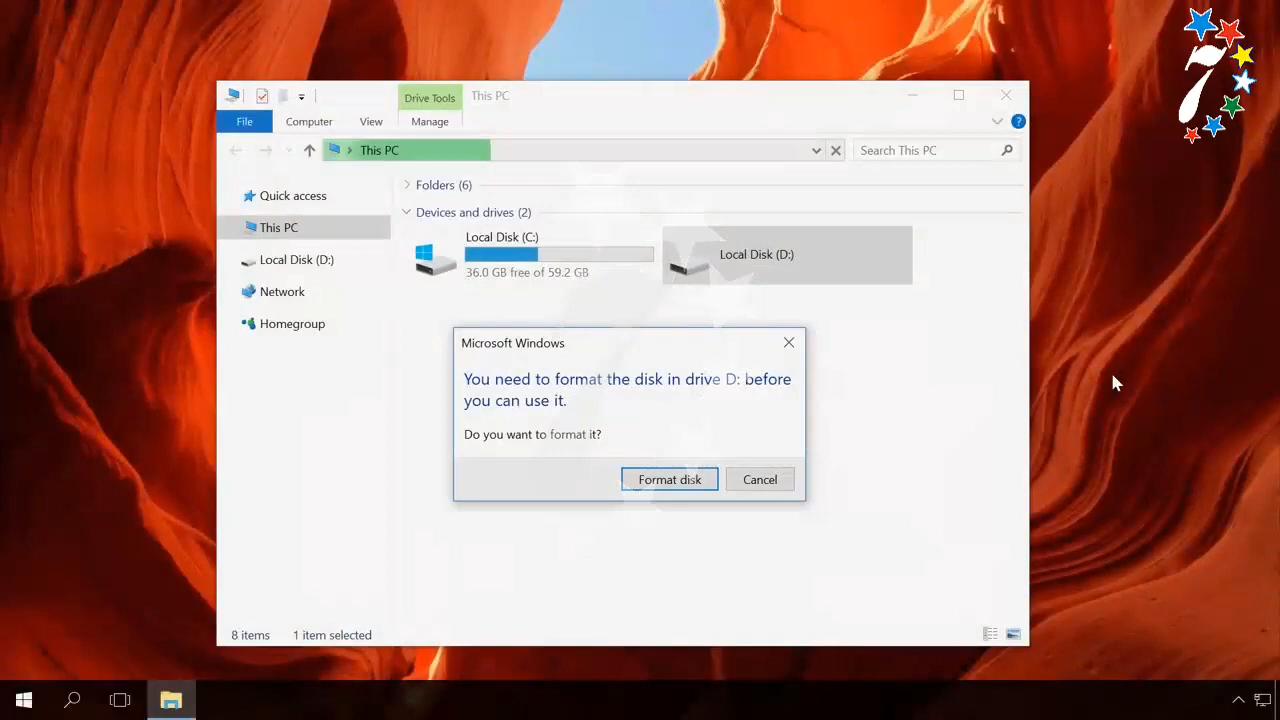 7
Drive Tools
This PC
File
Computer
View
Manage
This PC
Search This PC
Quick access
This PC
Local Disk (D:)
Network
Homegroup
Folders (6)
Devices and drives (2)
Local Disk (C:)
36.0 GB free of 59.2 GB
Local Disk (D:)
Microsoft Windows
You need to format the disk in drive D: before
you can use it.
Do you want to format it?
Format disk
Cancel
8 items
1 item selected